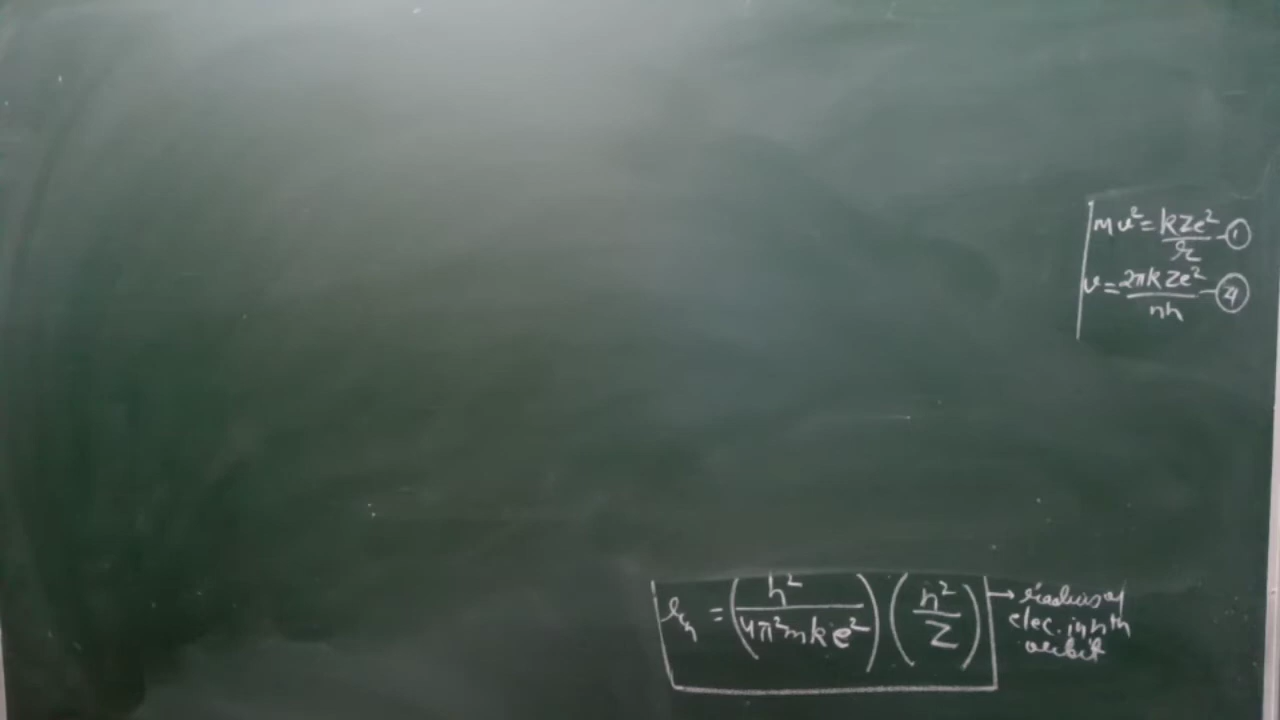 mv² = kZe²/r —①
v = 2πkZe²/nh —④
rₙ = (h²/4π²mke²) (n²/Z) → radius of
elec. in nth
orbit